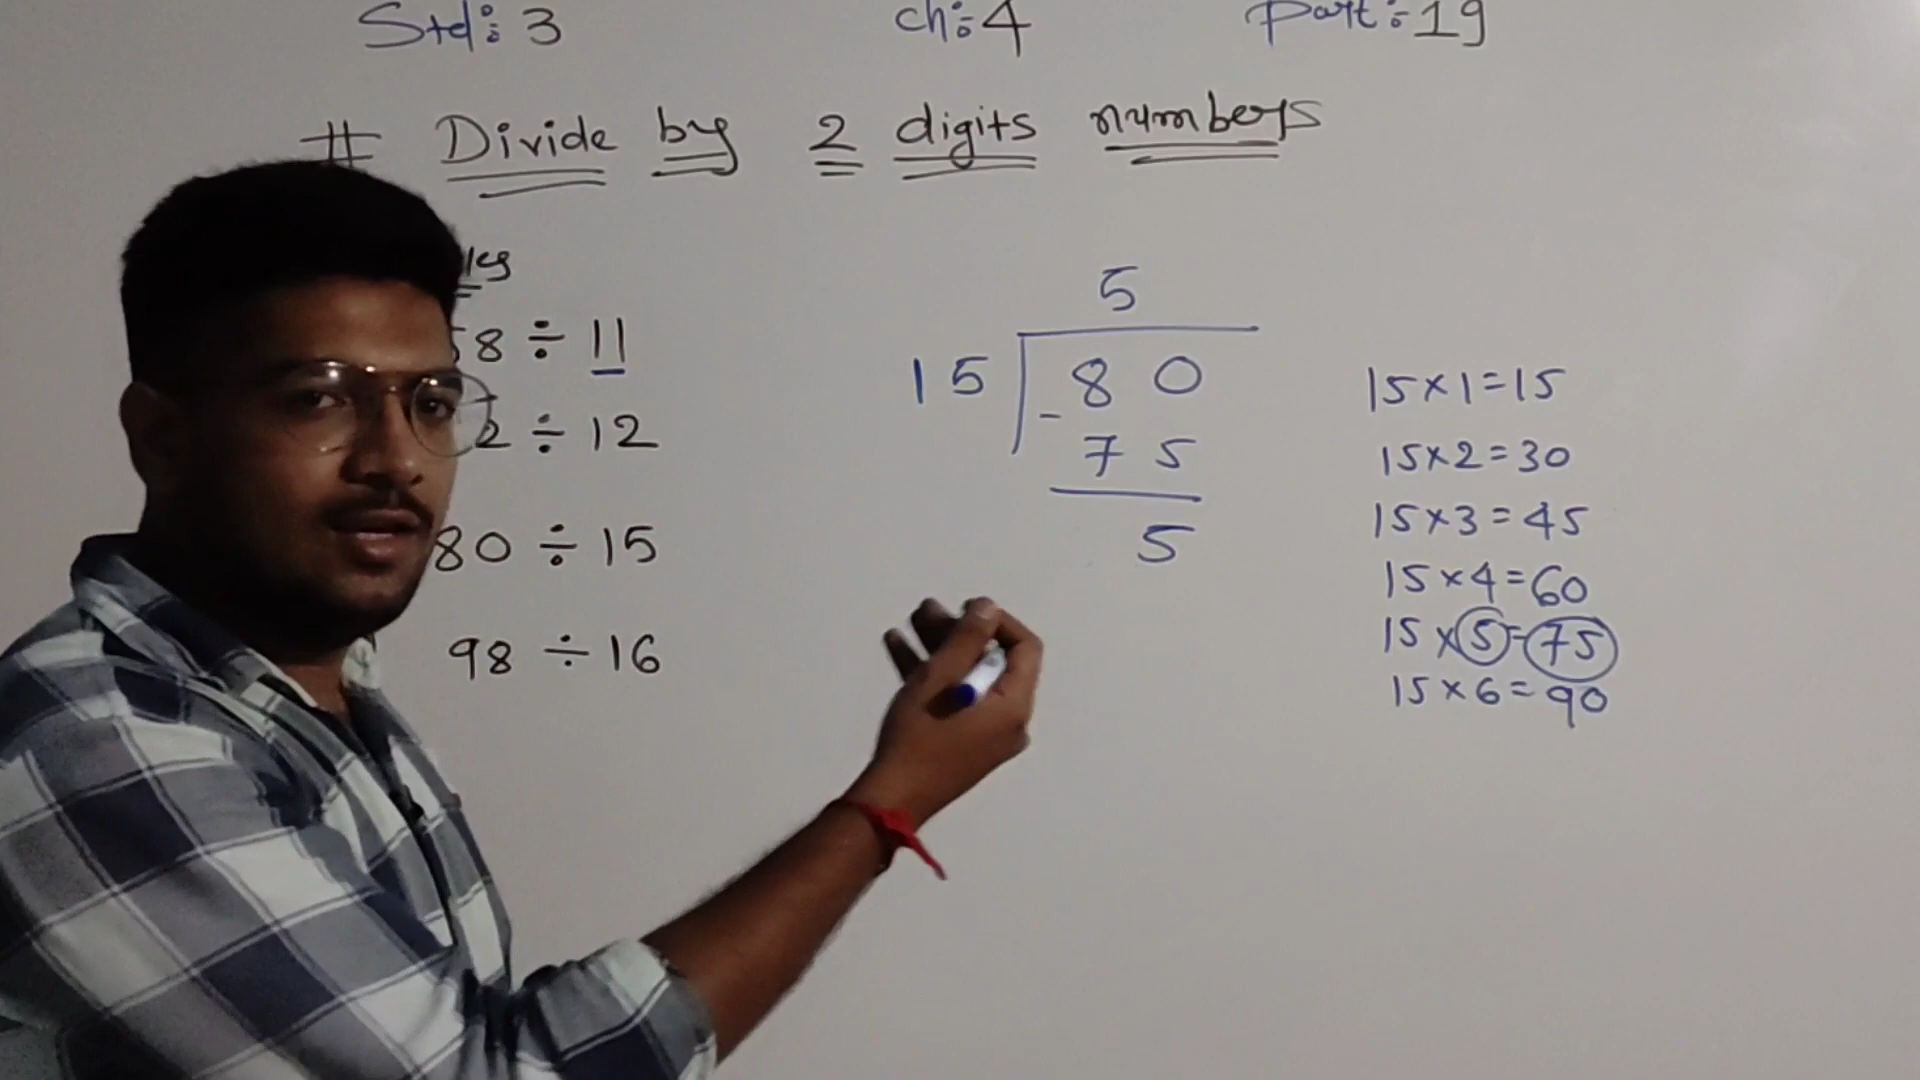 Std: 3 ch: 4 Part: 19
# Divide by 2 digits numbers
8 ÷ 11
2 ÷ 12
80 ÷ 15
98 ÷ 16
5
15 80
- 75
5
15×1=15
15×2=30
15×3=45
15×4=60
15×5=75
15×6=90